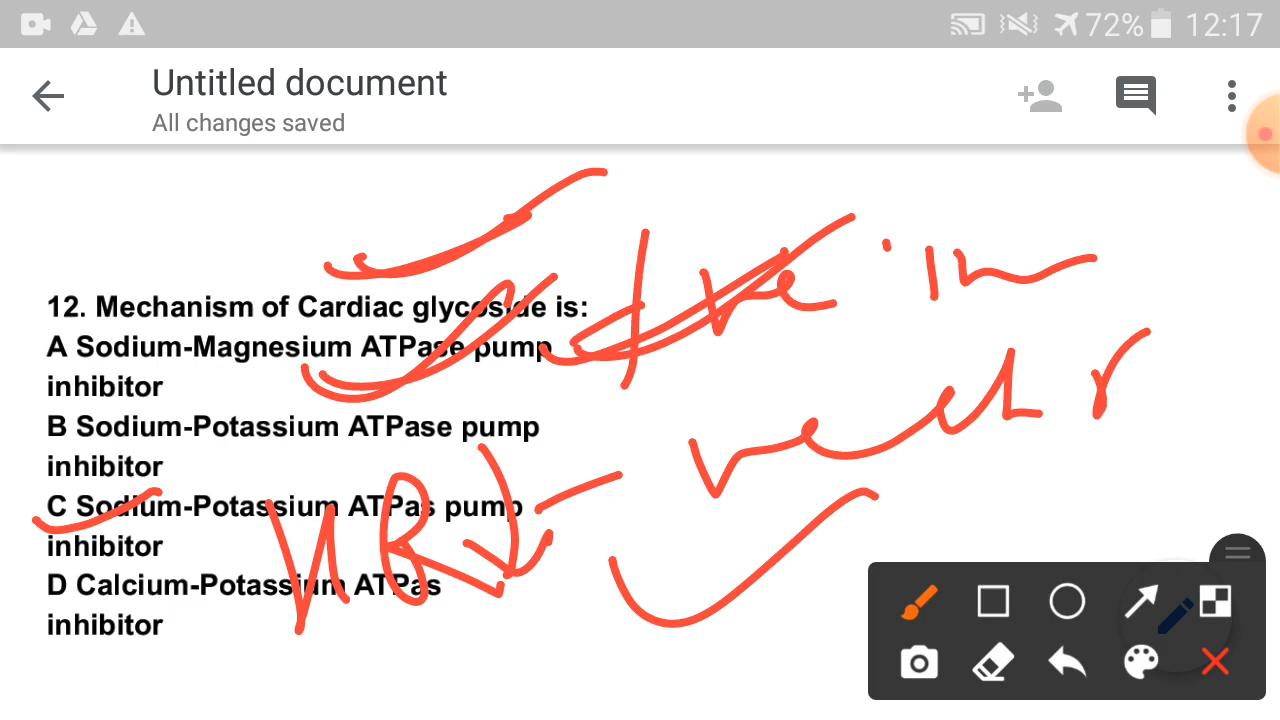 72% 12:17
Untitled document
All changes saved
12. Mechanism of Cardiac glycoside is:
A Sodium-Magnesium ATPase pump
inhibitor
B Sodium-Potassium ATPase pump
inhibitor
C Sodium-Potassium ATPas pump
inhibitor
D Calcium-Potassium ATPas
inhibitor